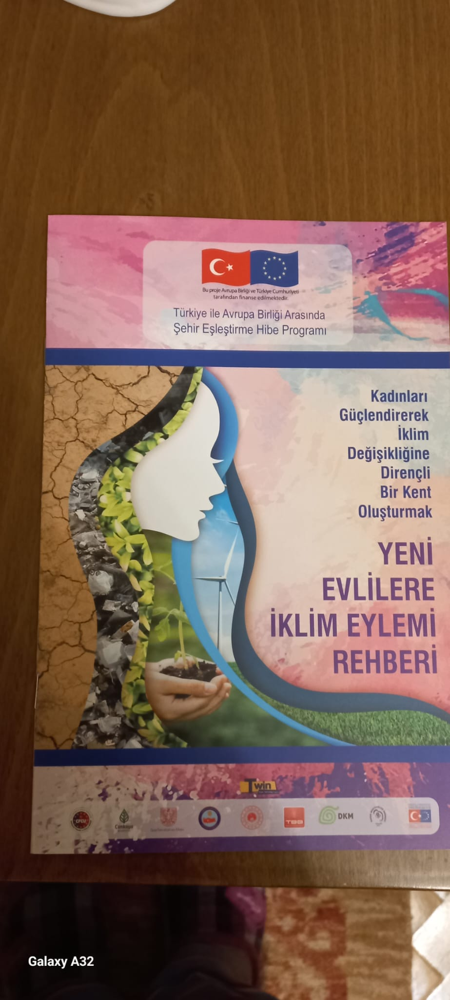 Bu proje Avrupa Birliği ve Türkiye Cumhuriyeti
tarafından finanse edilmektedir.
Türkiye ile Avrupa Birliği Arasında
Şehir Eşleştirme Hibe Programı
Kadınları
Güçlendirerek
İklim
Değişikliğine
Dirençli
Bir Kent
Oluşturmak
YENİ
EVLİLERE
İKLİM EYLEMİ
REHBERİ
Twin
CFCU
Çankaya
TBB
DKM
Galaxy A32